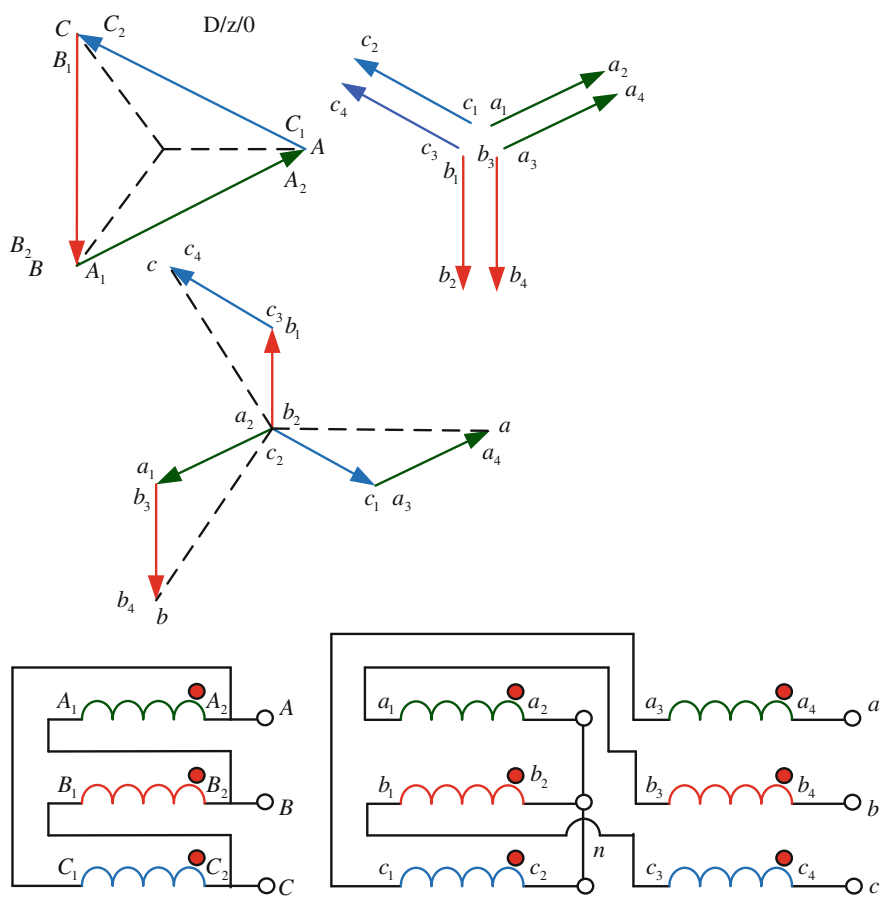 C C₂ D/z/0
B₁
C₁
A
A₂
B₂
B A₁
c₂
a₂
c₄ c₁ a₁ a₄
c₃ b₃ a₃
b₁
b₂ b₄
c c₄
c₃ b₁
a₂ b₂ a
c₂ a₄
a₁
b₃ c₁ a₃
b₄ b
A₁ A₂ A
B₁ B₂ B
C₁ C₂ C
a₁ a₂ a₃ a₄ a
b₁ b₂ b₃ b₄ b
n
c₁ c₂ c₃ c₄ c